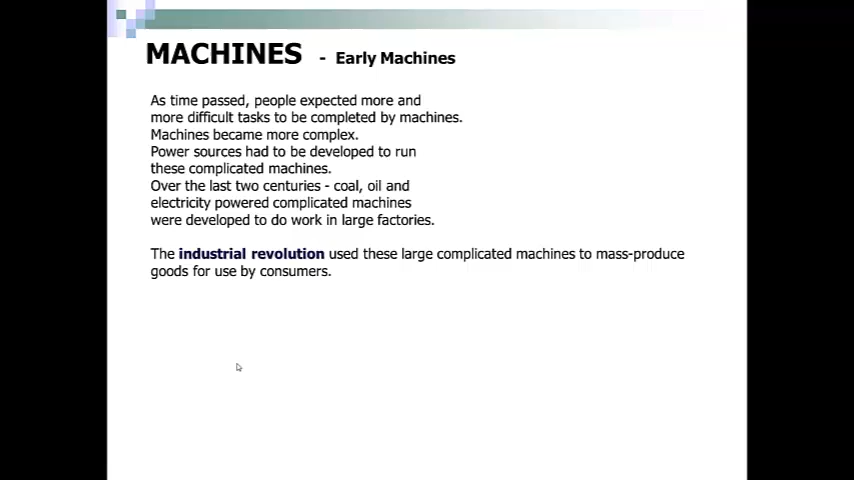 MACHINES - Early Machines
As time passed, people expected more and
more difficult tasks to be completed by machines.
Machines became more complex.
Power sources had to be developed to run
these complicated machines.
Over the last two centuries - coal, oil and
electricity powered complicated machines
were developed to do work in large factories.
The industrial revolution used these large complicated machines to mass-produce
goods for use by consumers.